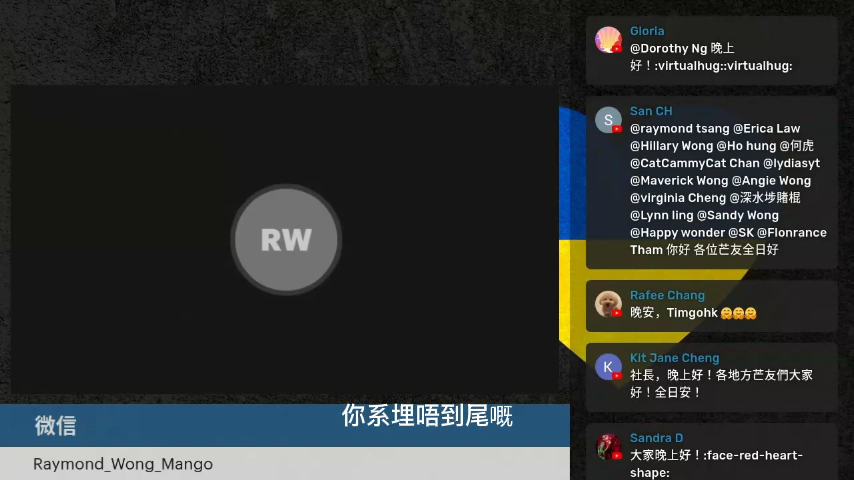 RW
微信
你系埋唔到尾嘅
Raymond_Wong_Mango
Gloria
@Dorothy Ng 晚上
好！:virtualhug::virtualhug:
S
San CH
@raymond tsang @Erica Law
@Hillary Wong @Ho hung @何虎
@CatCammyCat Chan @lydiasyt
@Maverick Wong @Angie Wong
@virginia Cheng @深水埗賭棍
@Lynn ling @Sandy Wong
@Happy wonder @SK @Flonrance
Tham 你好 各位芒友全日好
Rafee Chang
晚安，Timgohk 🤗🤗🤗
K
Kit Jane Cheng
社長，晚上好！各地方芒友們大家
好！全日安！
Sandra D
大家晚上好！:face-red-heart-
shape: